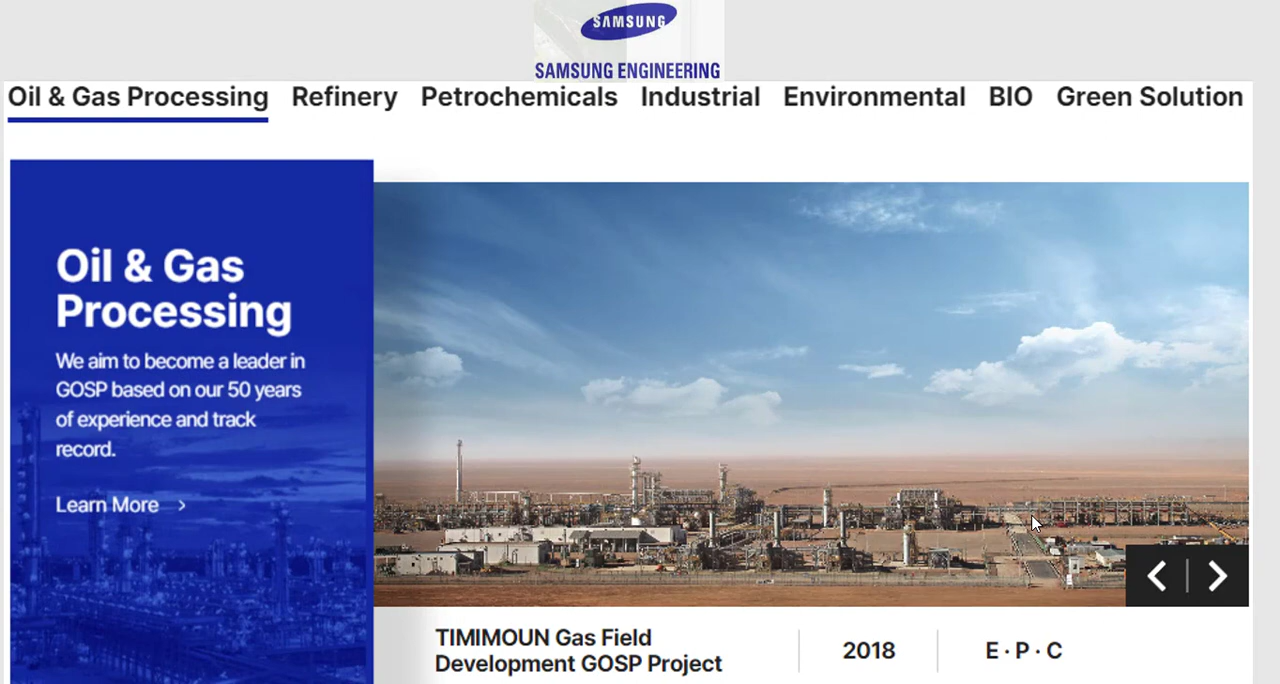 SAMSUNG
SAMSUNG ENGINEERING
Oil & Gas Processing Refinery Petrochemicals Industrial Environmental BIO Green Solution
Oil & Gas
Processing
We aim to become a leader in
GOSP based on our 50 years
of experience and track
record.
Learn More >
TIMIMOUN Gas Field
Development GOSP Project
2018
E · P · C